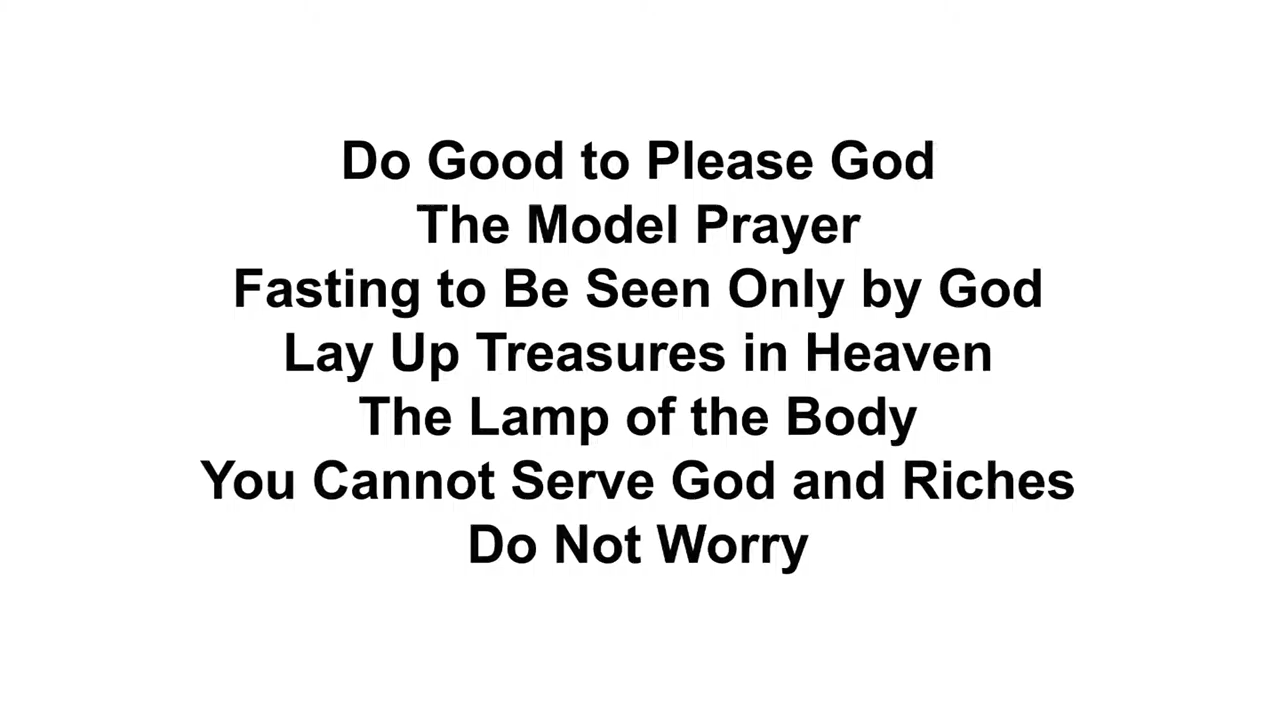 Do Good to Please God
The Model Prayer
Fasting to Be Seen Only by God
Lay Up Treasures in Heaven
The Lamp of the Body
You Cannot Serve God and Riches
Do Not Worry